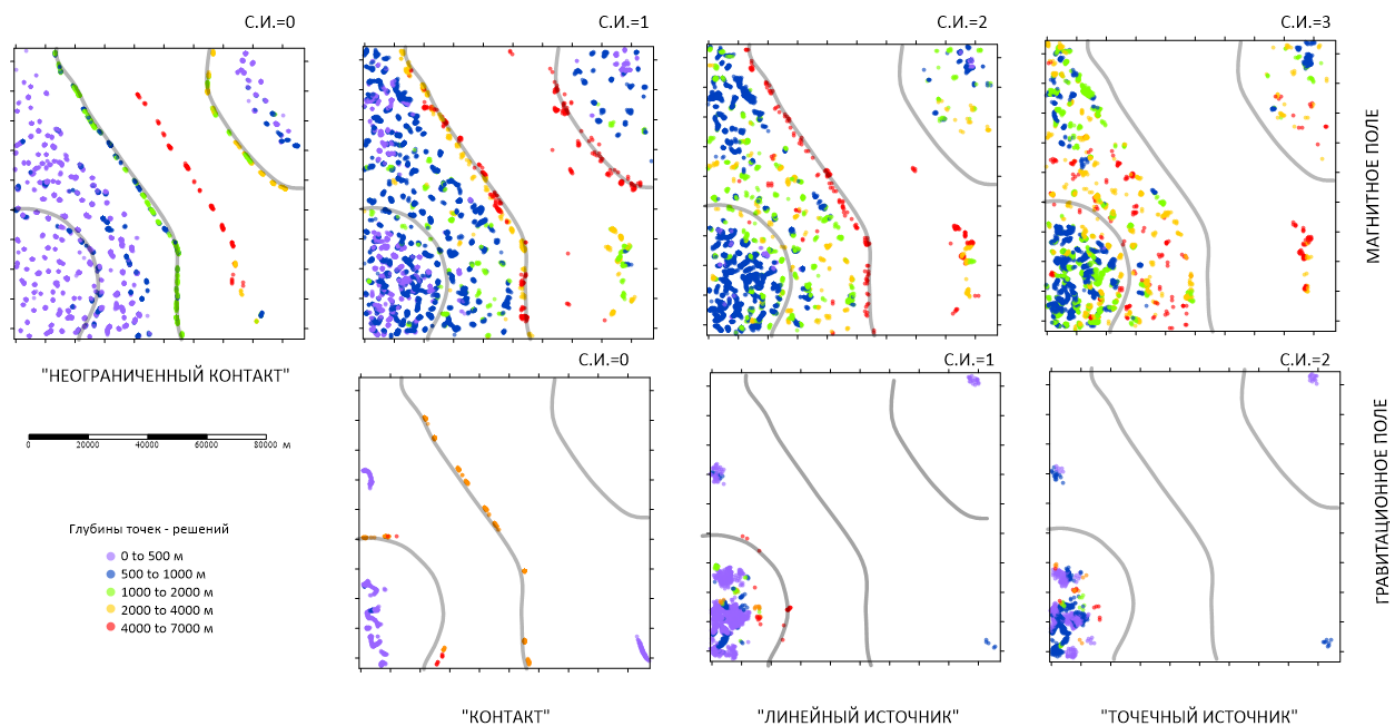 С.И.=0
С.И.=1
С.И.=2
С.И.=3
МАГНИТНОЕ ПОЛЕ
"НЕОГРАНИЧЕННЫЙ КОНТАКТ"
0 20000 40000 60000 80000 м
Глубины точек - решений
0 to 500 м
500 to 1000 м
1000 to 2000 м
2000 to 4000 м
4000 to 7000 м
С.И.=0
С.И.=1
С.И.=2
ГРАВИТАЦИОННОЕ ПОЛЕ
"КОНТАКТ"
"ЛИНЕЙНЫЙ ИСТОЧНИК"
"ТОЧЕЧНЫЙ ИСТОЧНИК"